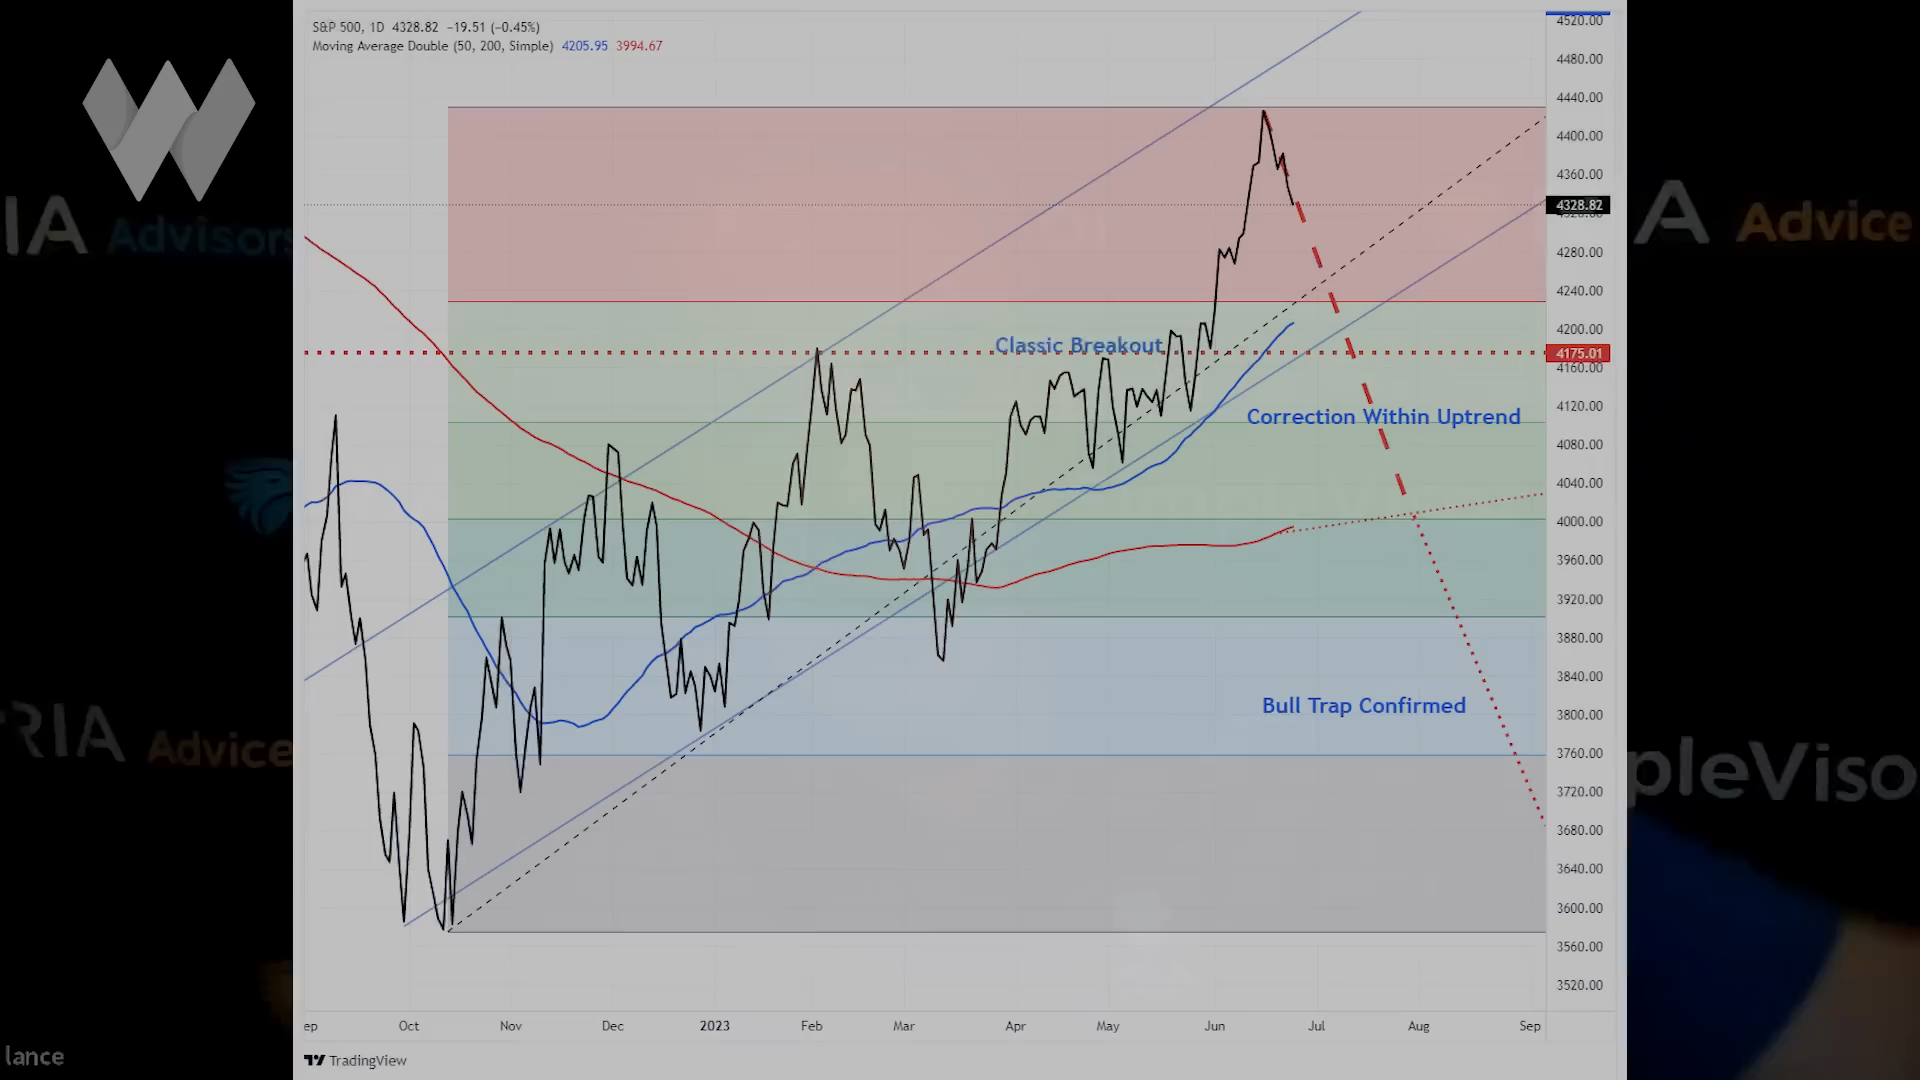 S&P 500, 1D 4328.82 −19.51 (−0.45%)
Moving Average Double (50, 200, Simple) 4205.95 3994.67
4520.00
4480.00
4440.00
4400.00
4360.00
4328.82
4280.00
4240.00
4200.00
4175.01
4160.00
4120.00
4080.00
4040.00
4000.00
3960.00
3920.00
3880.00
3840.00
3800.00
3760.00
3720.00
3680.00
3640.00
3600.00
3560.00
3520.00
Classic Breakout
Correction Within Uptrend
Bull Trap Confirmed
ep Oct Nov Dec 2023 Feb Mar Apr May Jun Jul Aug Sep
TradingView
IA Advisors
A Advice
RIA Advice
pleViso
lance